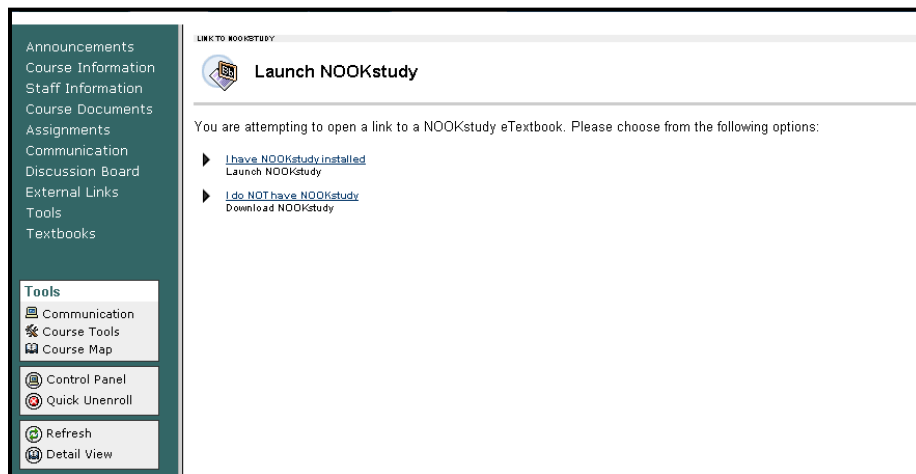 Announcements
Course Information
Staff Information
Course Documents
Assignments
Communication
Discussion Board
External Links
Tools
Textbooks
Tools
Communication
Course Tools
Course Map
Control Panel
Quick Unenroll
Refresh
Detail View
LINK TO NOOKSTUDY
Launch NOOKstudy
You are attempting to open a link to a NOOKstudy eTextbook. Please choose from the following options:
I have NOOKstudy installed
Launch NOOKstudy
I do NOT have NOOKstudy
Download NOOKstudy